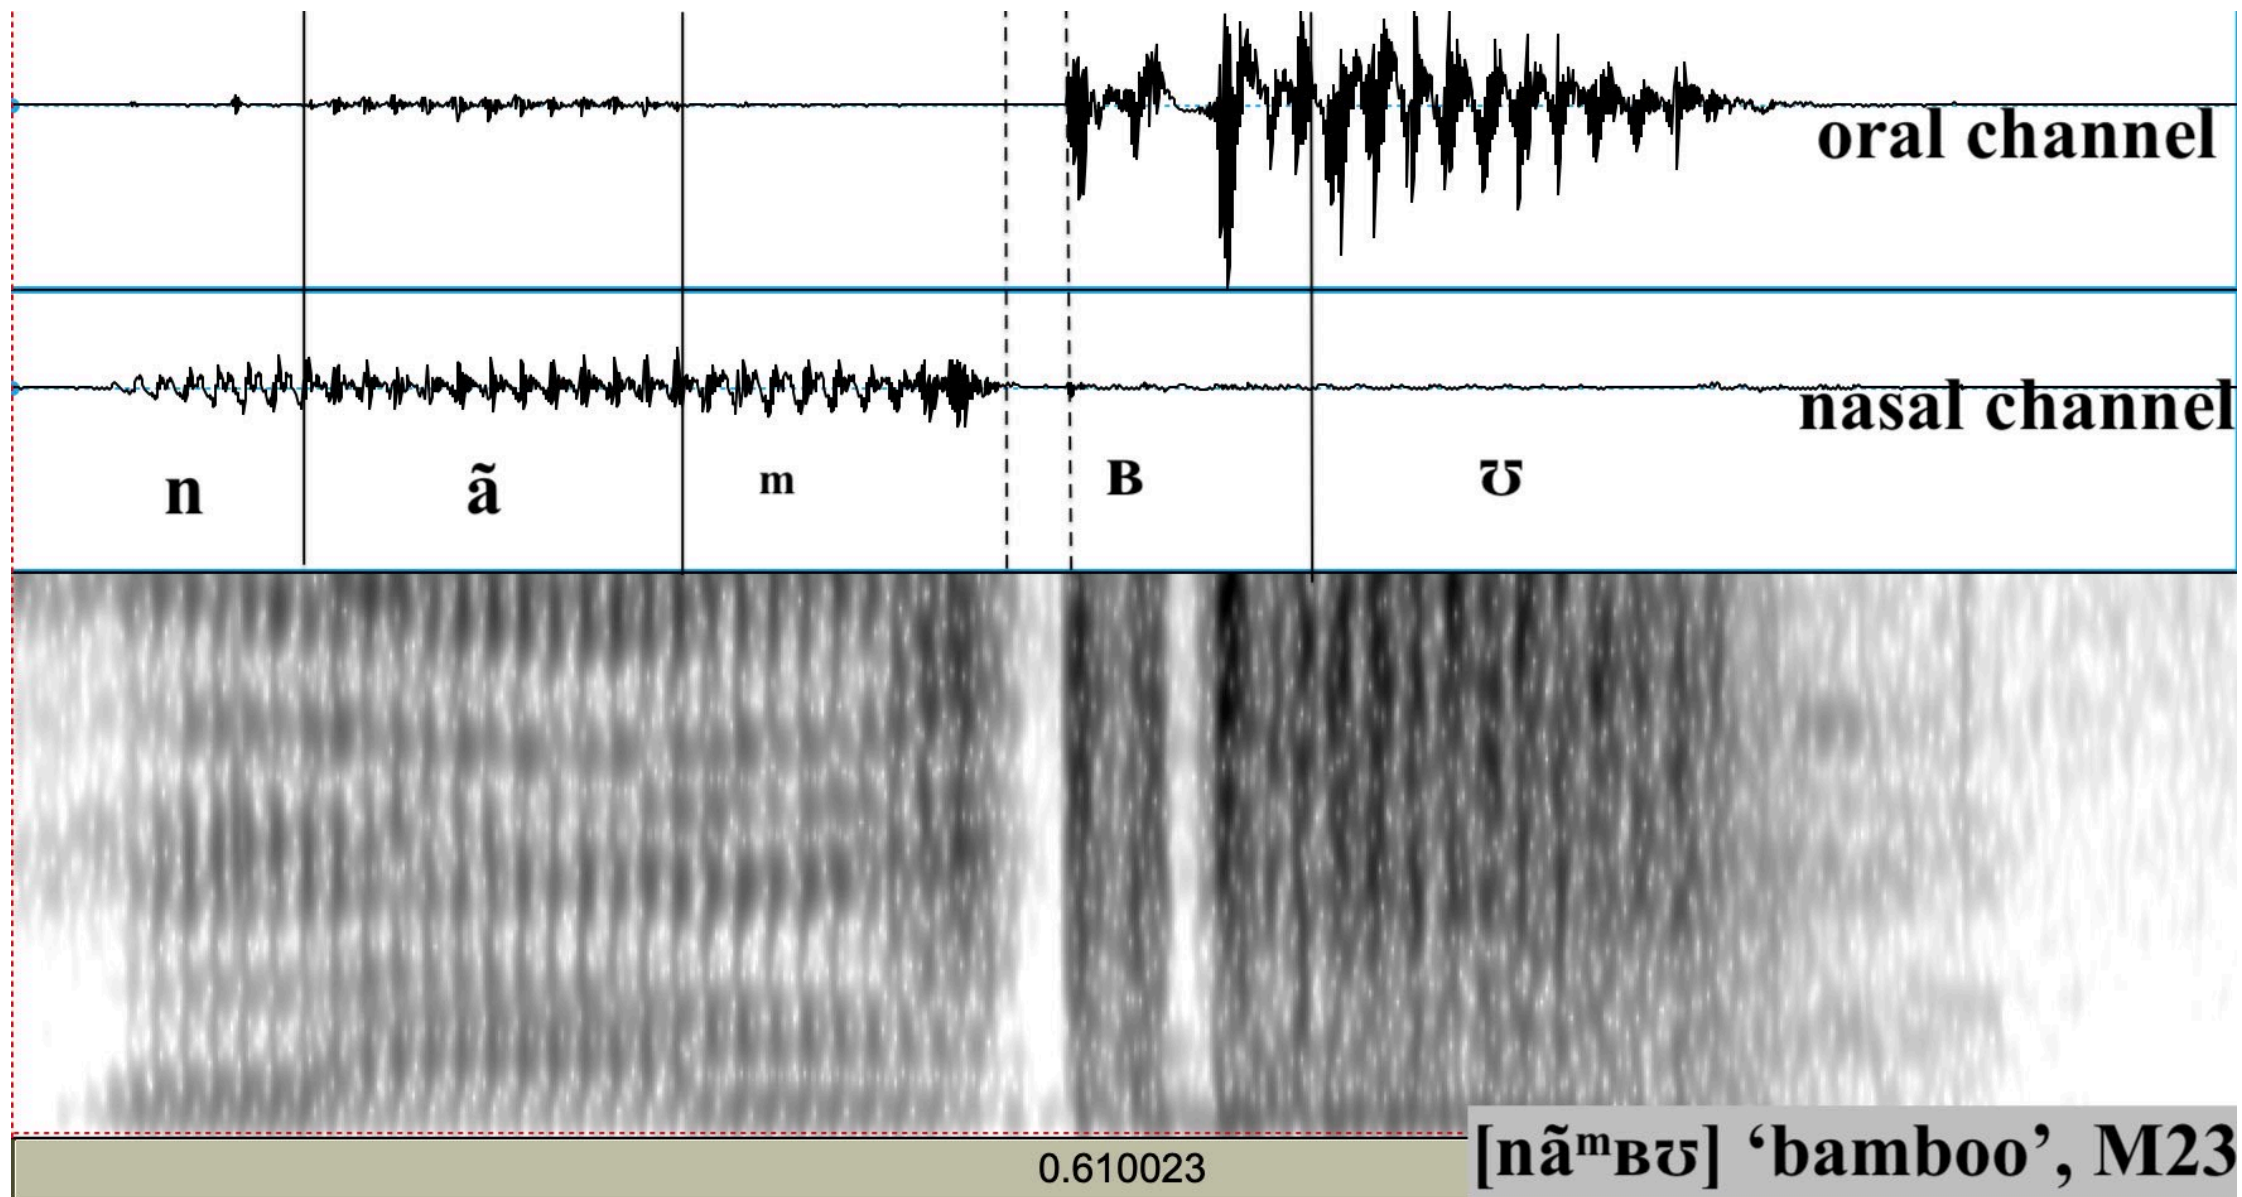 oral channel
nasal channel
n ã m ʙ ʊ
0.610023
[nãᵐʙʊ] ‘bamboo’, M23